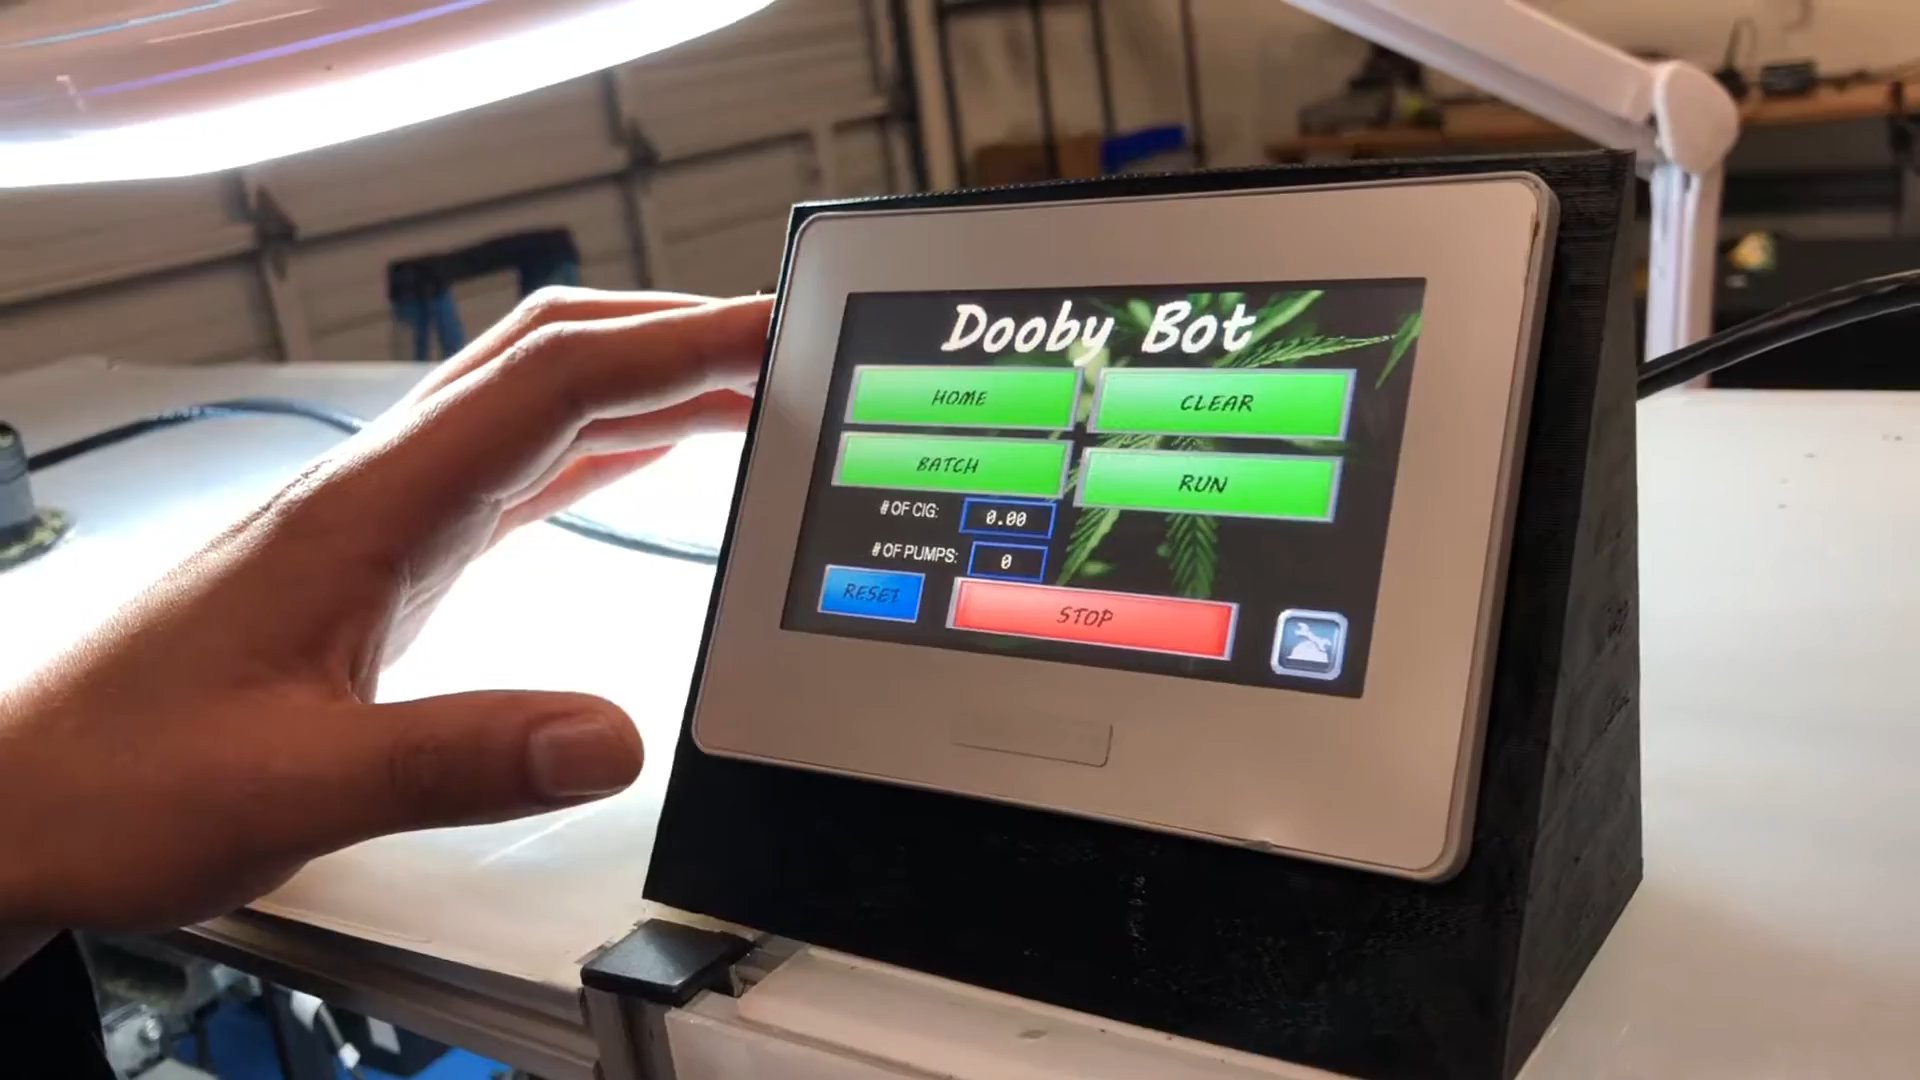 Dooby Bot
HOME
CLEAR
BATCH
RUN
# OF CIG: 0.00
# OF PUMPS: 0
RESET
STOP